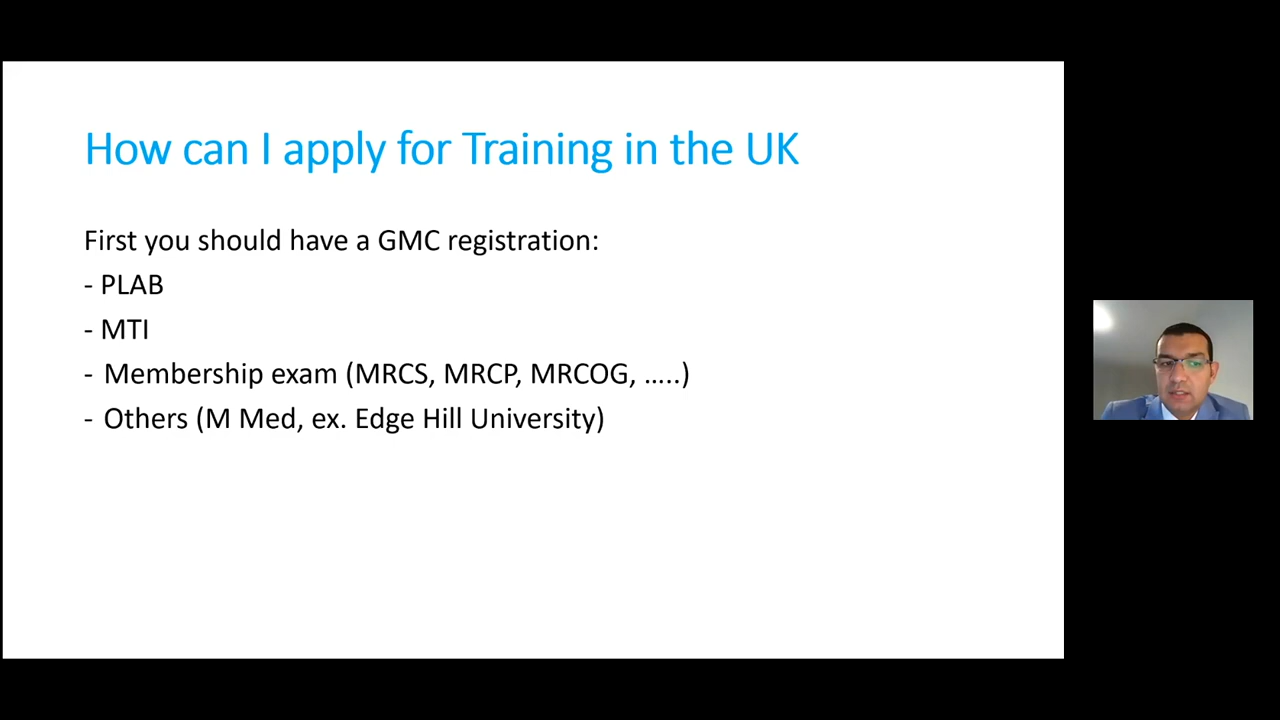 How can I apply for Training in the UK
First you should have a GMC registration:
- PLAB
- MTI
- Membership exam (MRCS, MRCP, MRCOG, …..)
- Others (M Med, ex. Edge Hill University)